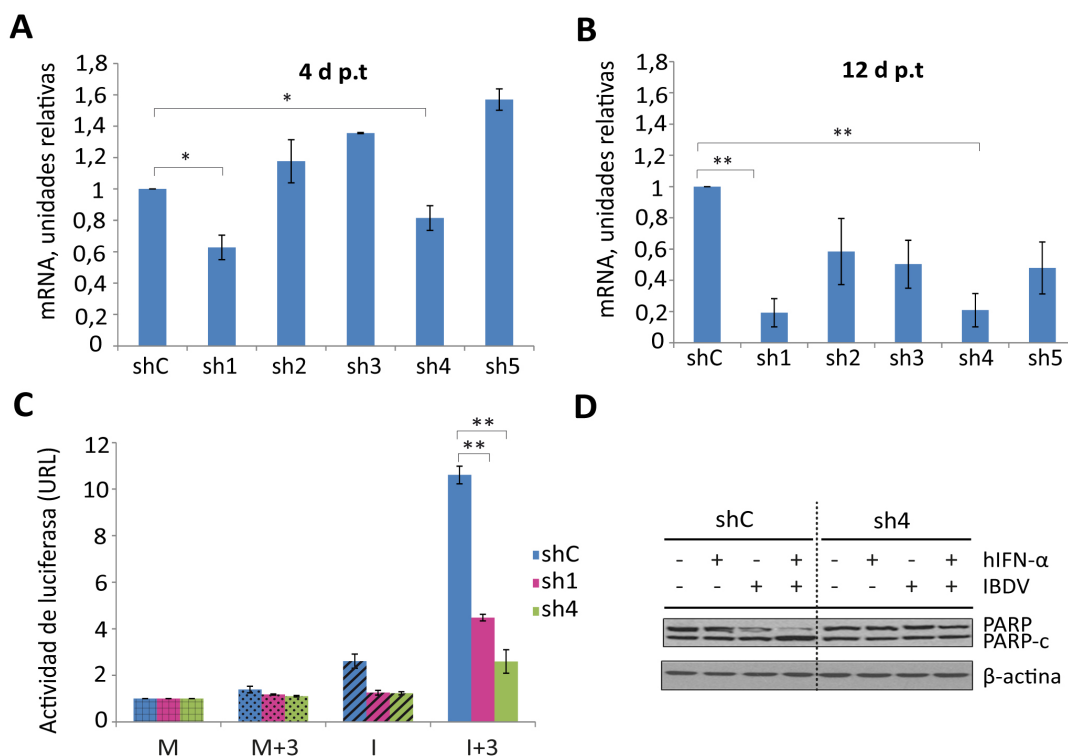 A
4 d p.t
mRNA, unidades relativas
1,8
1,6
1,4
1,2
1
0,8
0,6
0,4
0,2
0
*
*
shC sh1 sh2 sh3 sh4 sh5
B
12 d p.t
mRNA, unidades relativas
1,8
1,6
1,4
1,2
1
0,8
0,6
0,4
0,2
0
**
**
shC sh1 sh2 sh3 sh4 sh5
C
Actividad de luciferasa (URL)
12
10
8
6
4
2
0
**
**
shC
sh1
sh4
M M+3 I I+3
D
shC sh4
- + - + - + - + hIFN-α
- - + + - - + + IBDV
PARP
PARP-c
β-actina